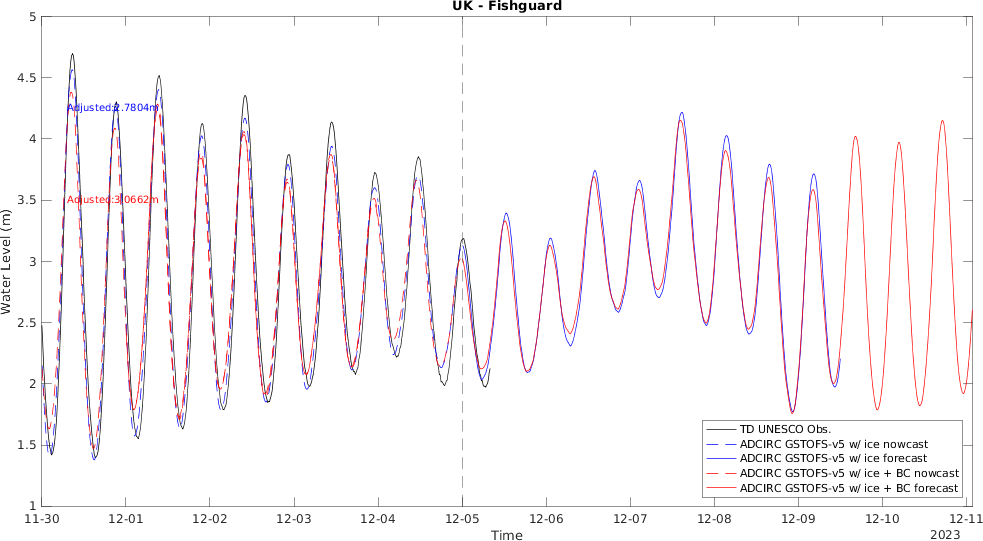 UK - Fishguard
5
4.5
4
3.5
3
2.5
2
1.5
1
Water Level (m)
Adjusted:2.7804m
Adjusted:3.0662m
TD UNESCO Obs.
ADCIRC GSTOFS-v5 w/ ice nowcast
ADCIRC GSTOFS-v5 w/ ice forecast
ADCIRC GSTOFS-v5 w/ ice + BC nowcast
ADCIRC GSTOFS-v5 w/ ice + BC forecast
11-30 12-01 12-02 12-03 12-04 12-05 12-06 12-07 12-08 12-09 12-10 12-11
Time
2023